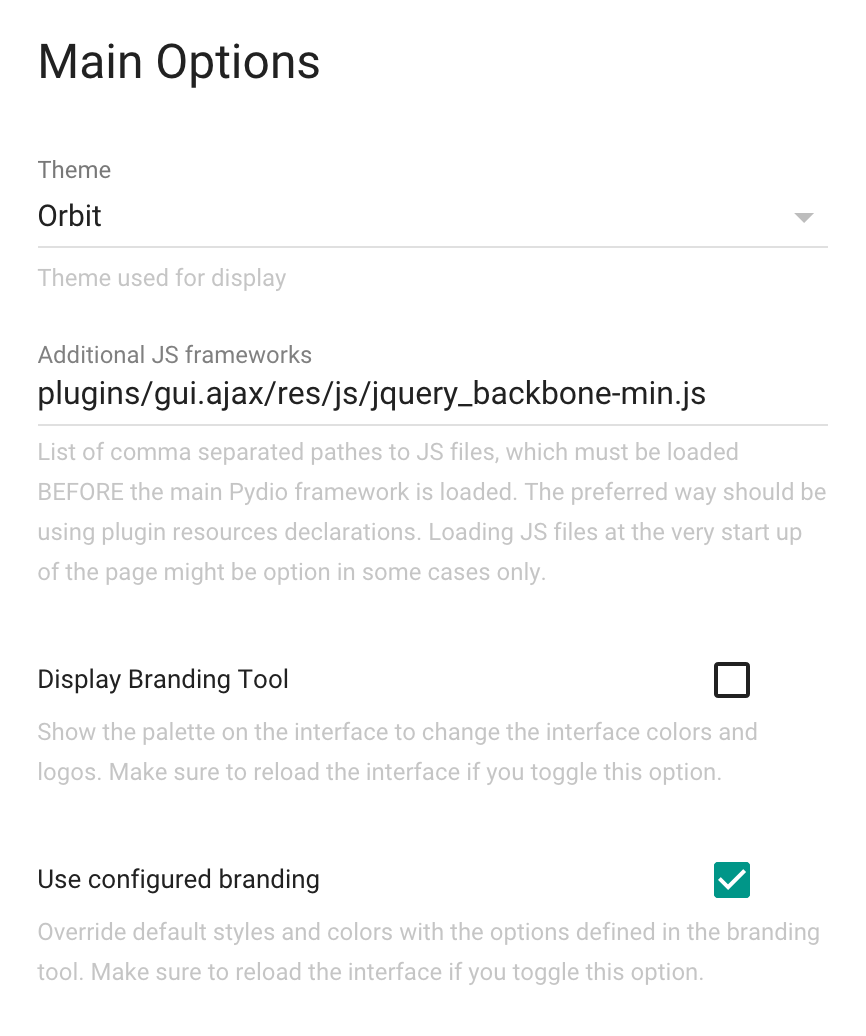 Main Options
Theme
Orbit
Theme used for display
Additional JS frameworks
plugins/gui.ajax/res/js/jquery_backbone-min.js
List of comma separated pathes to JS files, which must be loaded
BEFORE the main Pydio framework is loaded. The preferred way should be
using plugin resources declarations. Loading JS files at the very start up
of the page might be option in some cases only.
Display Branding Tool
Show the palette on the interface to change the interface colors and
logos. Make sure to reload the interface if you toggle this option.
Use configured branding
Override default styles and colors with the options defined in the branding
tool. Make sure to reload the interface if you toggle this option.